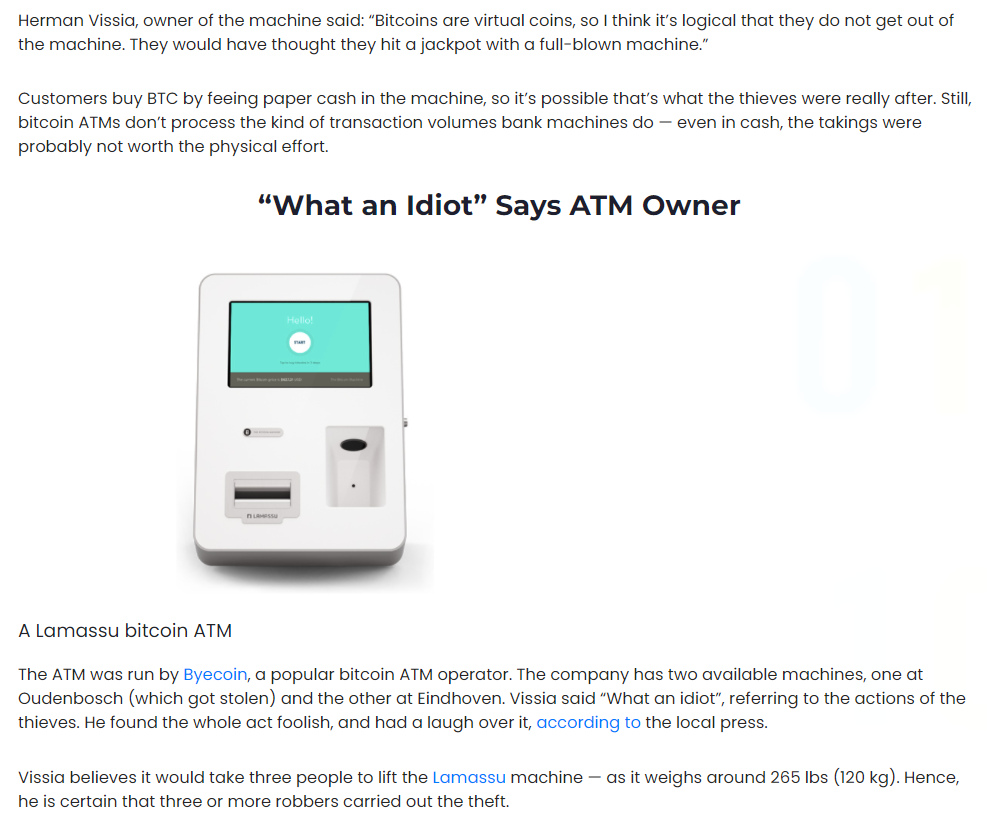 Herman Vissia, owner of the machine said: “Bitcoins are virtual coins, so I think it’s logical that they do not get out of
the machine. They would have thought they hit a jackpot with a full-blown machine.”
Customers buy BTC by feeing paper cash in the machine, so it’s possible that’s what the thieves were really after. Still,
bitcoin ATMs don’t process the kind of transaction volumes bank machines do — even in cash, the takings were
probably not worth the physical effort.
“What an Idiot” Says ATM Owner
01
Hello!
START
LAMASSU
A Lamassu bitcoin ATM
The ATM was run by Byecoin, a popular bitcoin ATM operator. The company has two available machines, one at
Oudenbosch (which got stolen) and the other at Eindhoven. Vissia said “What an idiot”, referring to the actions of the
thieves. He found the whole act foolish, and had a laugh over it, according to the local press.
Vissia believes it would take three people to lift the Lamassu machine — as it weighs around 265 lbs (120 kg). Hence,
he is certain that three or more robbers carried out the theft.